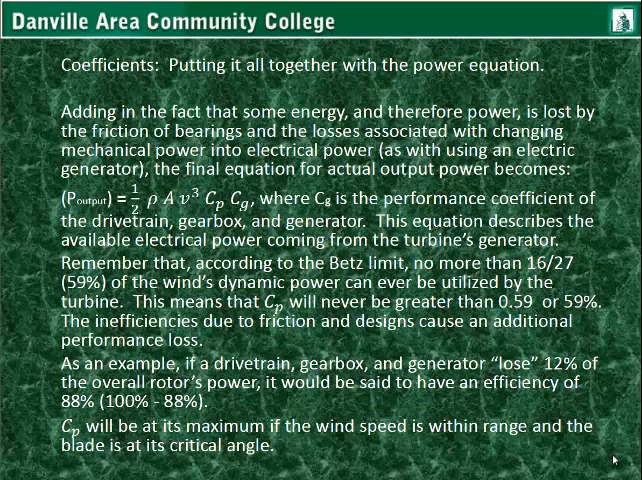 Danville Area Community College
Coefficients: Putting it all together with the power equation.
Adding in the fact that some energy, and therefore power, is lost by
the friction of bearings and the losses associated with changing
mechanical power into electrical power (as with using an electric
generator), the final equation for actual output power becomes:
(Poutput) = 1/2 ρ A v³ Cp Cg, where Cg is the performance coefficient of
the drivetrain, gearbox, and generator. This equation describes the
available electrical power coming from the turbine's generator.
Remember that, according to the Betz limit, no more than 16/27
(59%) of the wind's dynamic power can ever be utilized by the
turbine. This means that Cp will never be greater than 0.59 or 59%.
The inefficiencies due to friction and designs cause an additional
performance loss.
As an example, if a drivetrain, gearbox, and generator “lose” 12% of
the overall rotor's power, it would be said to have an efficiency of
88% (100% - 88%).
Cp will be at its maximum if the wind speed is within range and the
blade is at its critical angle.